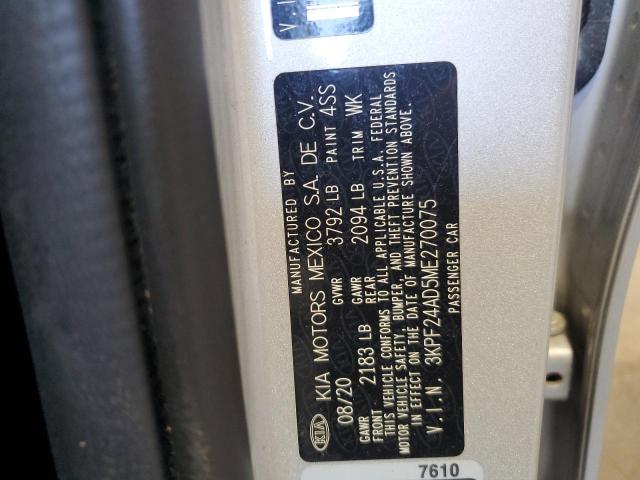 V.I.
MANUFACTURED BY
KIA KIA MOTORS MEXICO S.A. DE C.V.
08/20 GVWR 3792 LB PAINT 4SS
GAWR FRONT 2183 LB GAWR REAR 2094 LB TRIM WK
THIS VEHICLE CONFORMS TO ALL APPLICABLE U.S.A. FEDERAL
MOTOR VEHICLE SAFETY, BUMPER, AND THEFT PREVENTION STANDARDS
IN EFFECT ON THE DATE OF MANUFACTURE SHOWN ABOVE.
V.I.N. 3KPF24AD5ME270075
PASSENGER CAR
7610